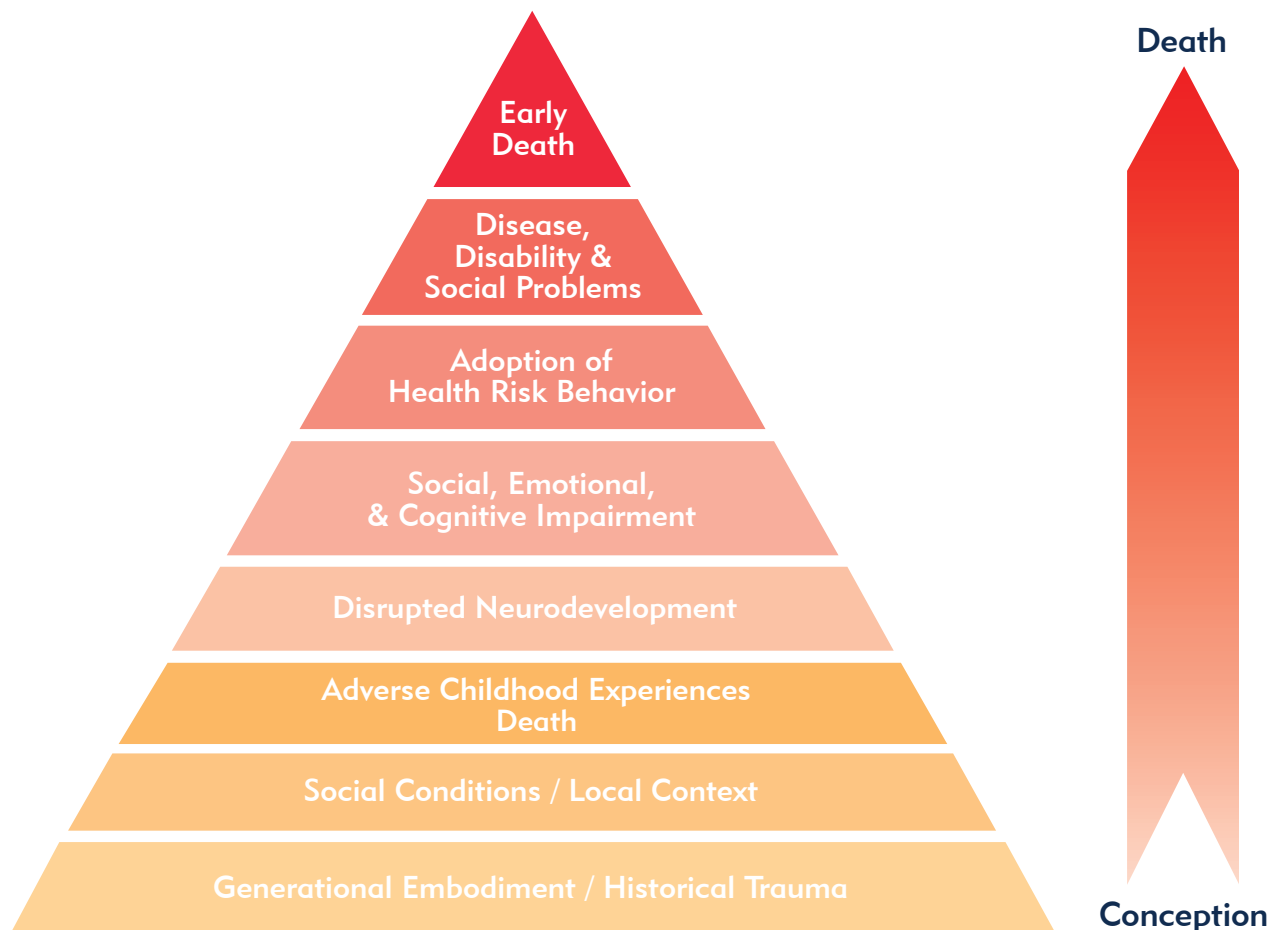 Death
Early
Death
Disease,
Disability &
Social Problems
Adoption of
Health Risk Behavior
Social, Emotional,
& Cognitive Impairment
Disrupted Neurodevelopment
Adverse Childhood Experiences
Death
Social Conditions / Local Context
Generational Embodiment / Historical Trauma
Conception